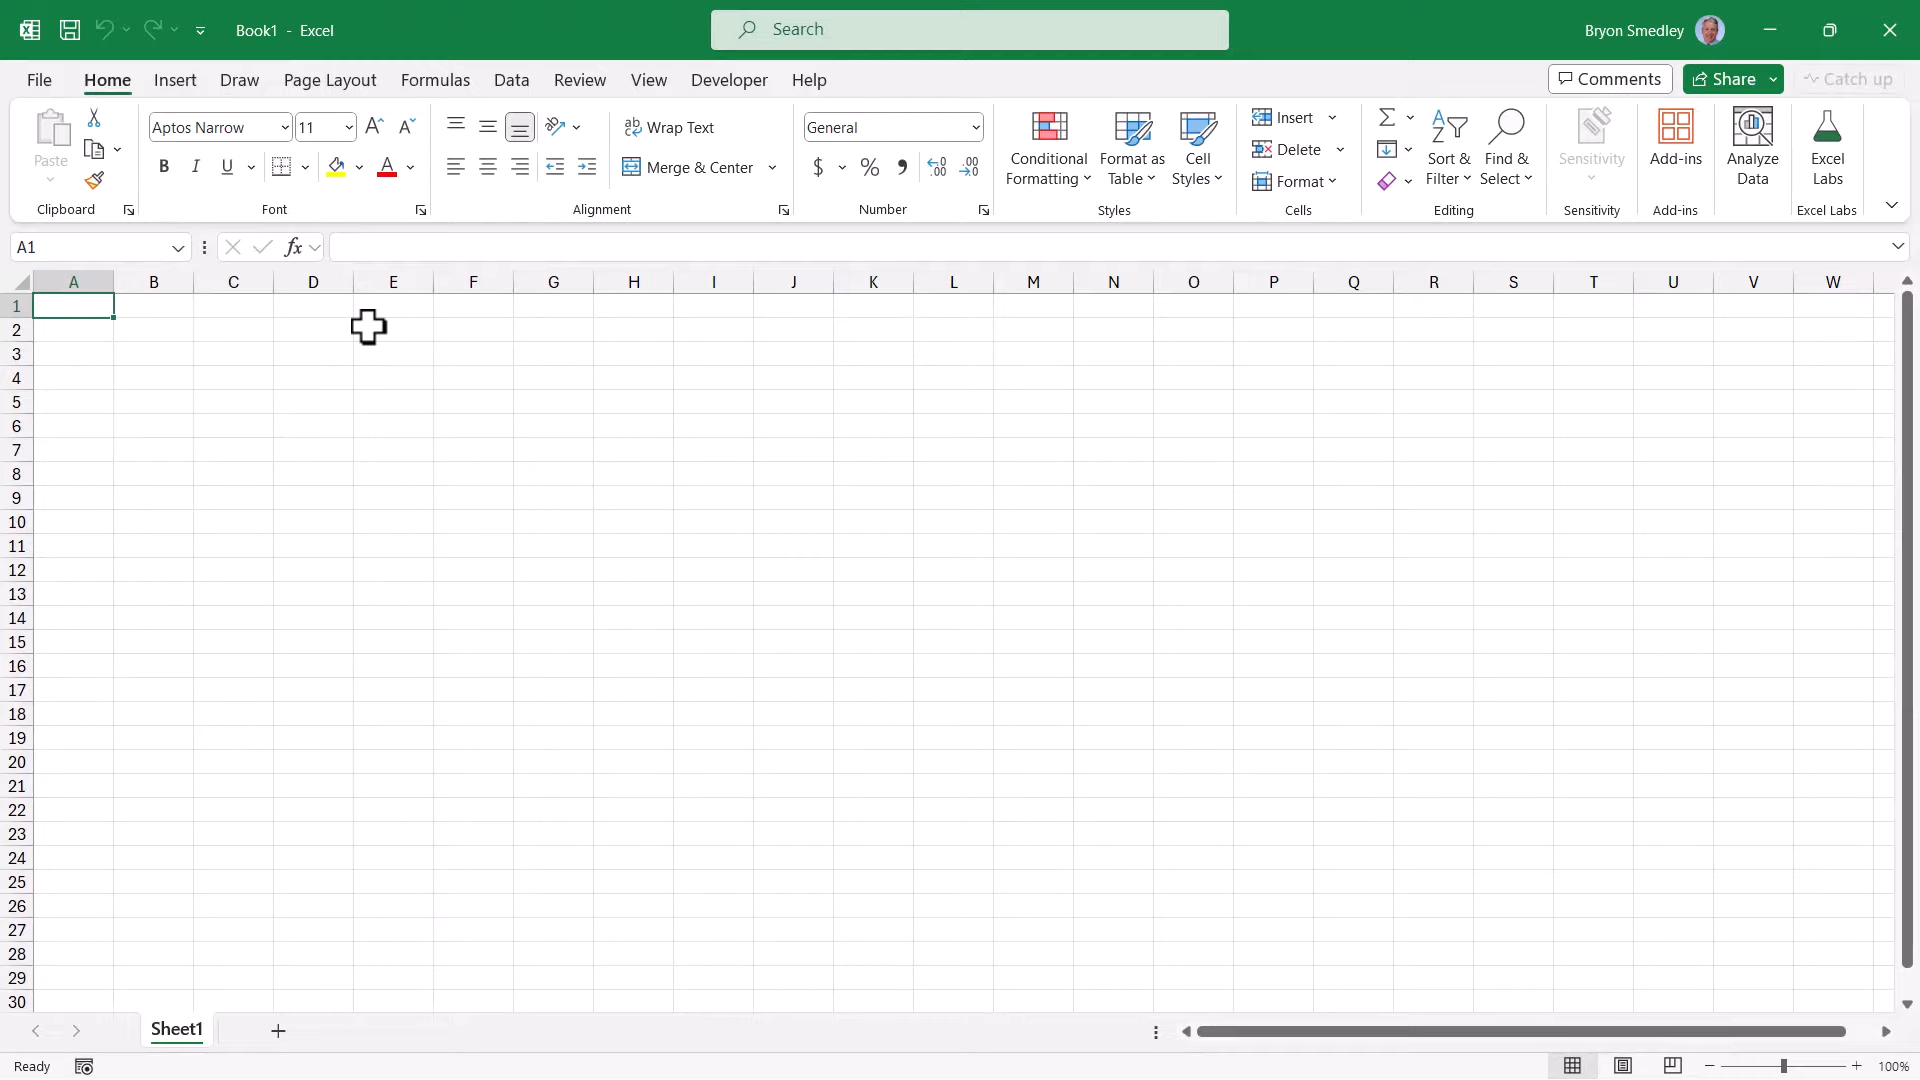 Book1 - Excel
Search
Bryon Smedley
File Home Insert Draw Page Layout Formulas Data Review View Developer Help
Comments Share Catch up
Paste
Clipboard
Aptos Narrow 11
B I U A
Font
Wrap Text
Merge & Center
Alignment
General
$ % , .00 .00
Number
Conditional Formatting
Format as Table
Cell Styles
Styles
Insert
Delete
Format
Cells
Sort & Filter
Find & Select
Editing
Sensitivity
Sensitivity
Add-ins
Add-ins
Analyze Data
Excel Labs
Excel Labs
A1 fx
A B C D E F G H I J K L M N O P Q R S T U V W
1
2
3
4
5
6
7
8
9
10
11
12
13
14
15
16
17
18
19
20
21
22
23
24
25
26
27
28
29
30
Sheet1
Ready
100%